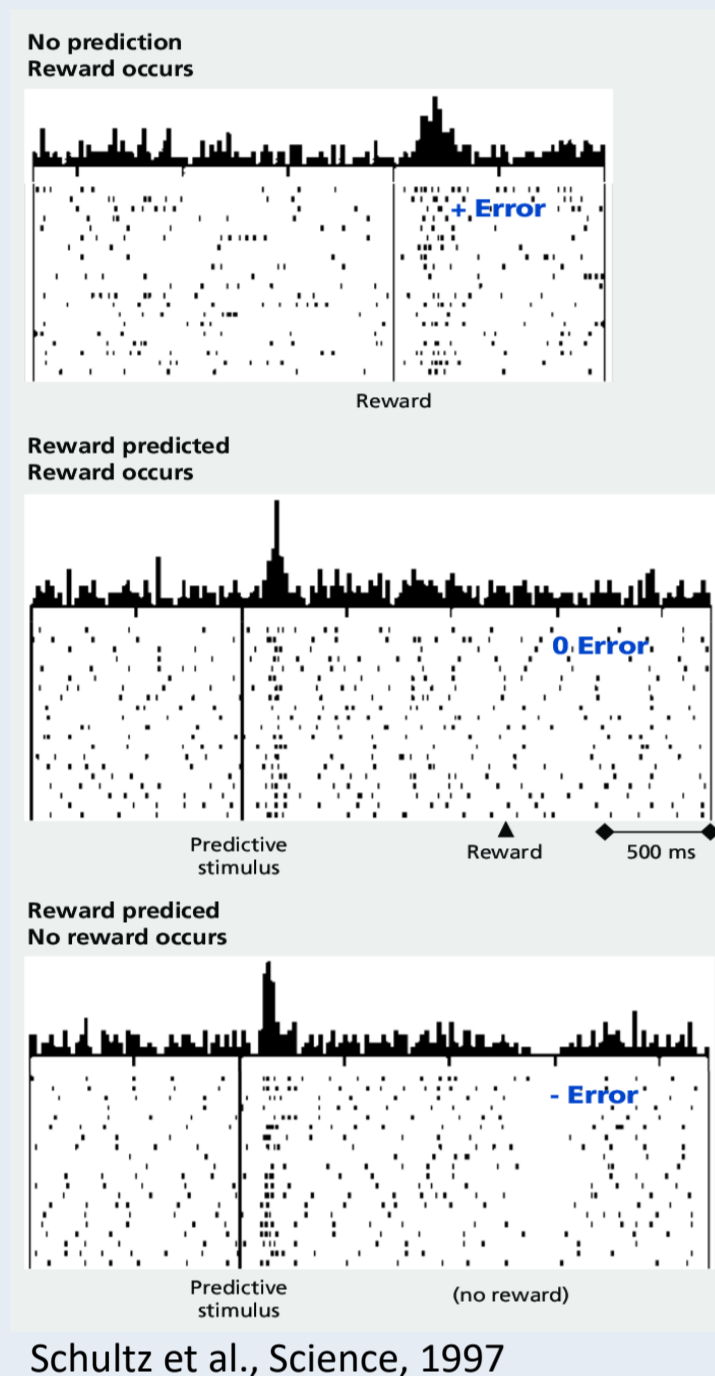 No prediction
Reward occurs
+ Error
Reward
Reward predicted
Reward occurs
0 Error
Predictive
stimulus
Reward
500 ms
Reward prediced
No reward occurs
- Error
Predictive
stimulus
(no reward)
Schultz et al., Science, 1997